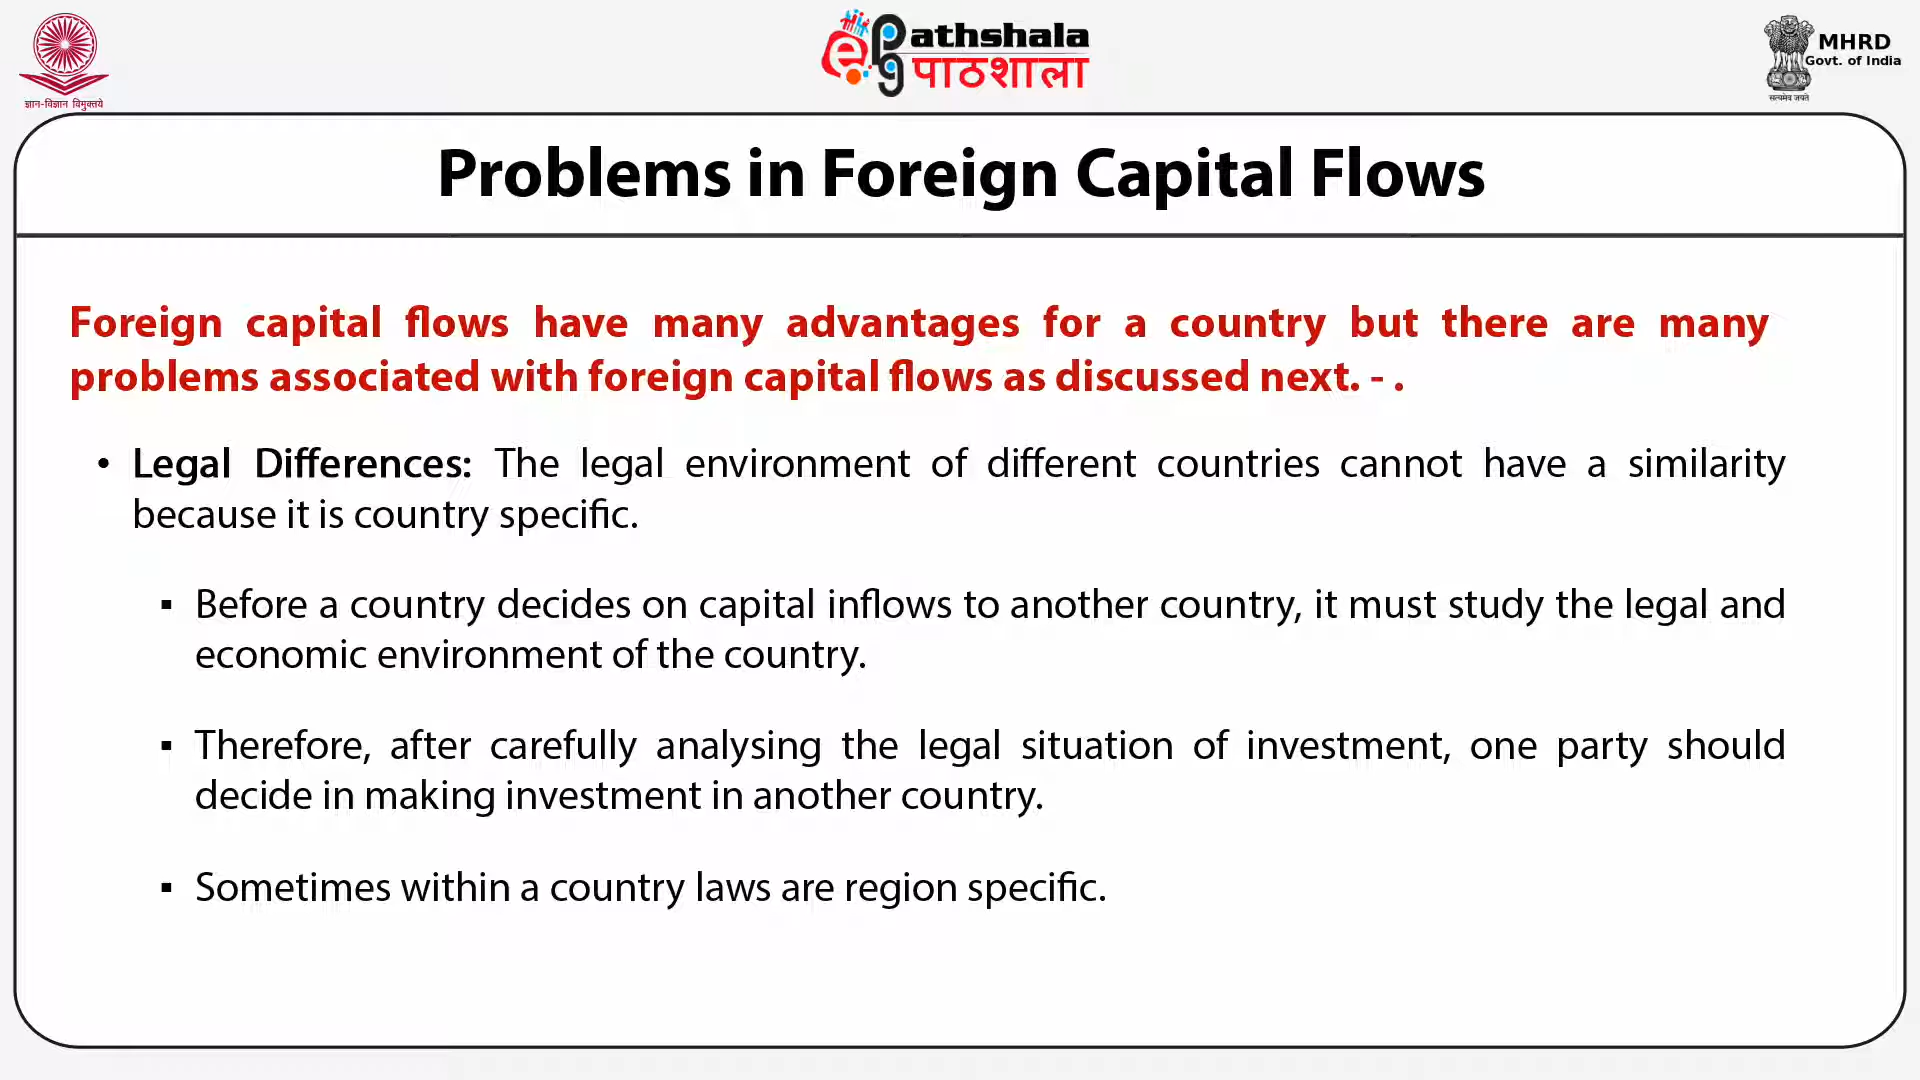 ज्ञान-विज्ञान विमुक्तये
e Pathshala
पाठशाला
MHRD
Govt. of India
सत्यमेव जयते
Problems in Foreign Capital Flows
Foreign capital flows have many advantages for a country but there are many
problems associated with foreign capital flows as discussed next. - .
• Legal Differences: The legal environment of different countries cannot have a similarity
because it is country specific.
▪ Before a country decides on capital inflows to another country, it must study the legal and
economic environment of the country.
▪ Therefore, after carefully analysing the legal situation of investment, one party should
decide in making investment in another country.
▪ Sometimes within a country laws are region specific.